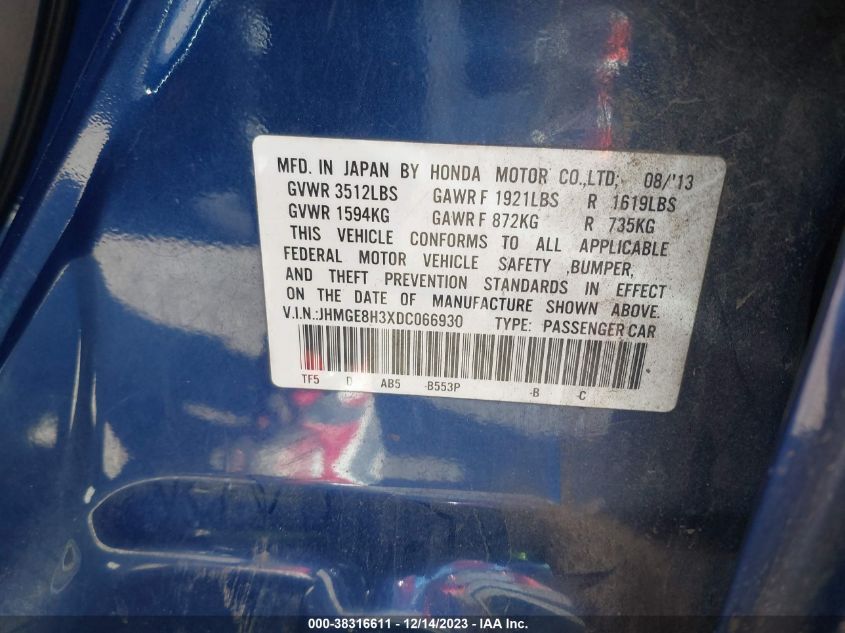 MFD. IN JAPAN BY HONDA MOTOR CO.,LTD; 08/'13
GVWR 3512LBS GAWR F 1921LBS R 1619LBS
GVWR 1594KG GAWR F 872KG R 735KG
THIS VEHICLE CONFORMS TO ALL APPLICABLE
FEDERAL MOTOR VEHICLE SAFETY ,BUMPER,
AND THEFT PREVENTION STANDARDS IN EFFECT
ON THE DATE OF MANUFACTURE SHOWN ABOVE.
V.I.N.:JHMGE8H3XDC066930 TYPE: PASSENGER CAR
TF5 D AB5 -B553P -B -C
000-38316611 - 12/14/2023 - IAAI.com